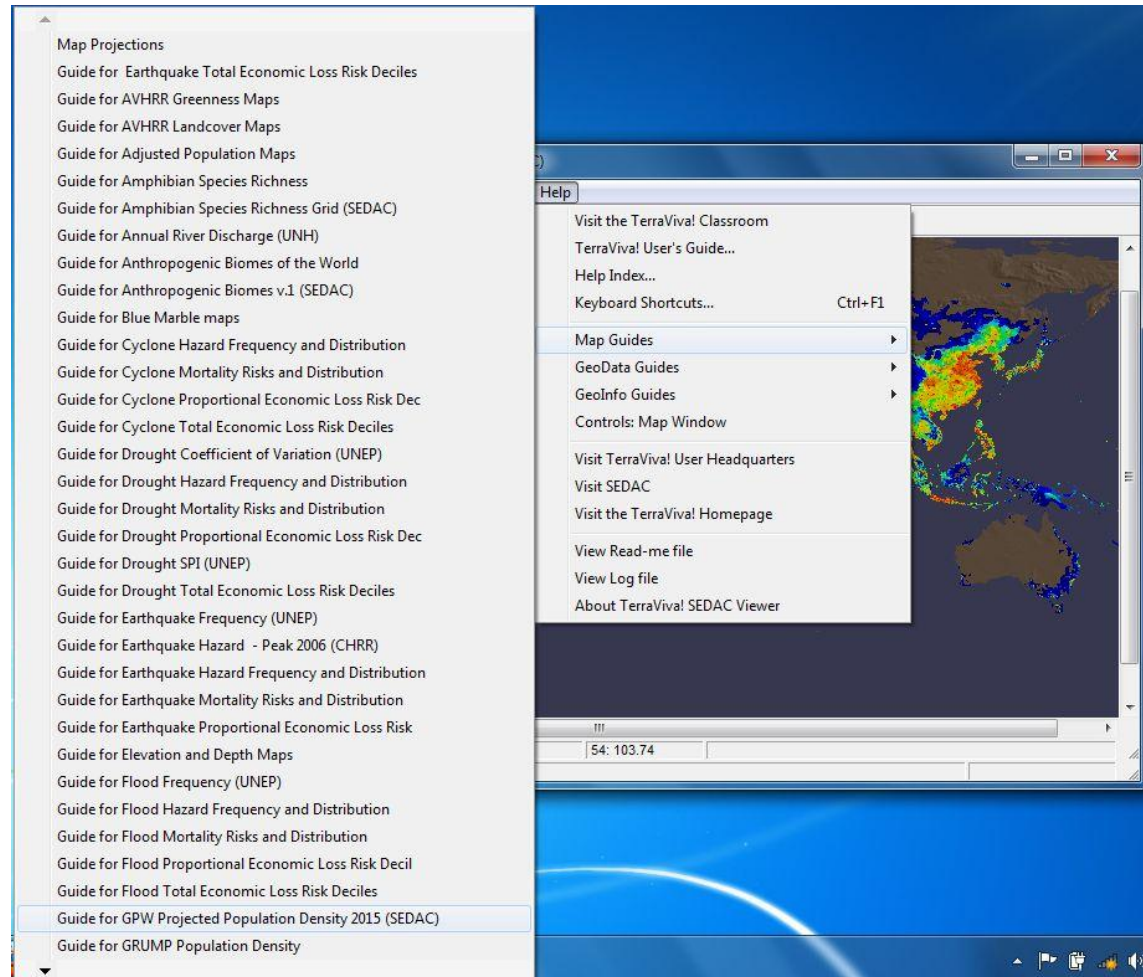 Map Projections
Guide for  Earthquake Total Economic Loss Risk Deciles
Guide for AVHRR Greenness Maps
Guide for AVHRR Landcover Maps
Guide for Adjusted Population Maps
Guide for Amphibian Species Richness
Guide for Amphibian Species Richness Grid (SEDAC)
Guide for Annual River Discharge (UNH)
Guide for Anthropogenic Biomes of the World
Guide for Anthropogenic Biomes v.1 (SEDAC)
Guide for Blue Marble maps
Guide for Cyclone Hazard Frequency and Distribution
Guide for Cyclone Mortality Risks and Distribution
Guide for Cyclone Proportional Economic Loss Risk Dec
Guide for Cyclone Total Economic Loss Risk Deciles
Guide for Drought Coefficient of Variation (UNEP)
Guide for Drought Hazard Frequency and Distribution
Guide for Drought Mortality Risks and Distribution
Guide for Drought Proportional Economic Loss Risk Dec
Guide for Drought SPI (UNEP)
Guide for Drought Total Economic Loss Risk Deciles
Guide for Earthquake Frequency (UNEP)
Guide for Earthquake Hazard  - Peak 2006 (CHRR)
Guide for Earthquake Hazard Frequency and Distribution
Guide for Earthquake Mortality Risks and Distribution
Guide for Earthquake Proportional Economic Loss Risk
Guide for Elevation and Depth Maps
Guide for Flood Frequency (UNEP)
Guide for Flood Hazard Frequency and Distribution
Guide for Flood Mortality Risks and Distribution
Guide for Flood Proportional Economic Loss Risk Decil
Guide for Flood Total Economic Loss Risk Deciles
Guide for GPW Projected Population Density 2015 (SEDAC)
Guide for GRUMP Population Density
Help
Visit the TerraViva! Classroom
TerraViva! User's Guide...
Help Index...
Keyboard Shortcuts... Ctrl+F1
Map Guides
GeoData Guides
GeoInfo Guides
Controls: Map Window
Visit TerraViva! User Headquarters
Visit SEDAC
Visit the TerraViva! Homepage
View Read-me file
View Log file
About TerraViva! SEDAC Viewer
54: 103.74